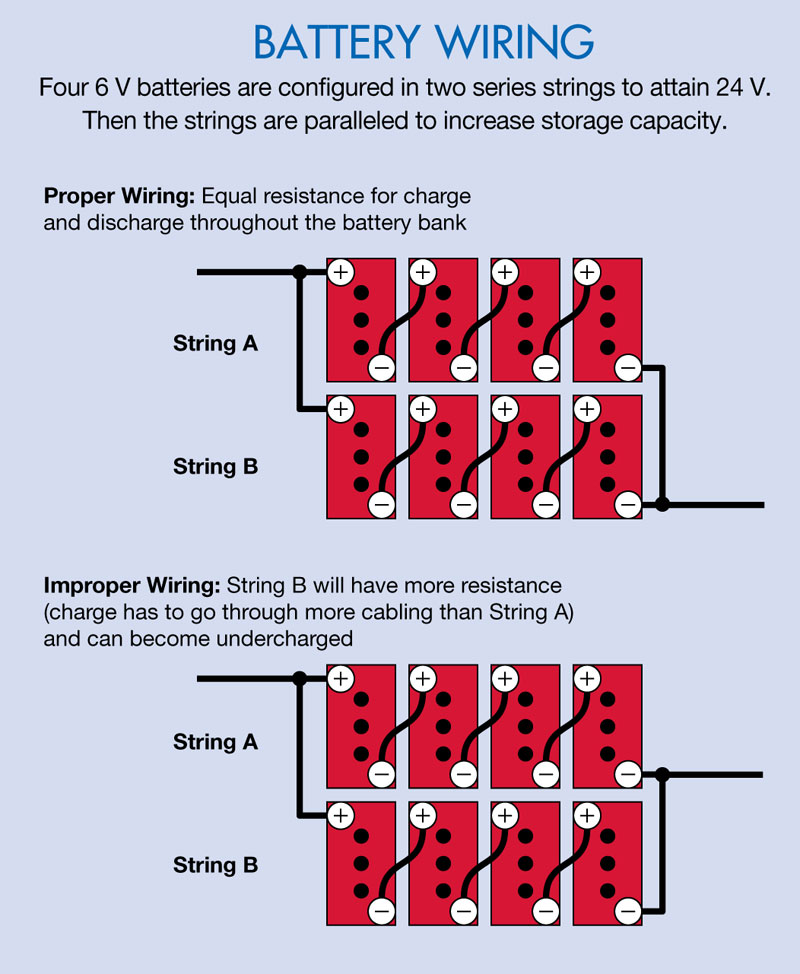 BATTERY WIRING
Four 6 V batteries are configured in two series strings to attain 24 V.
Then the strings are paralleled to increase storage capacity.
Proper Wiring: Equal resistance for charge
and discharge throughout the battery bank
+ + + +
String A
− − − −
+ + + +
String B
− − − −
Improper Wiring: String B will have more resistance
(charge has to go through more cabling than String A)
and can become undercharged
+ + + +
String A
− − − −
+ + + +
String B
− − − −